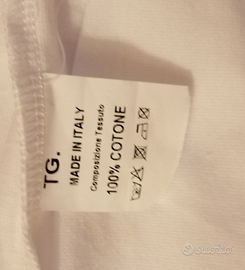 TG.
MADE IN ITALY
Composizione Tessuto
100% COTONE
subito